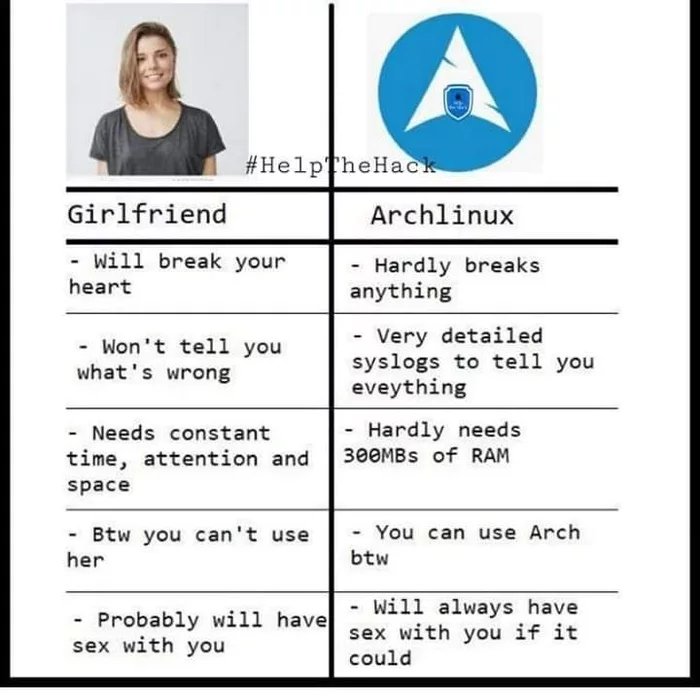 #HelpTheHack
Girlfriend
Archlinux
- Will break your
heart
- Hardly breaks
anything
- Won't tell you
what's wrong
- Very detailed
syslogs to tell you
eveything
- Needs constant
time, attention and
space
- Hardly needs
300MBs of RAM
- Btw you can't use
her
- You can use Arch
btw
- Probably will have
sex with you
- Will always have
sex with you if it
could